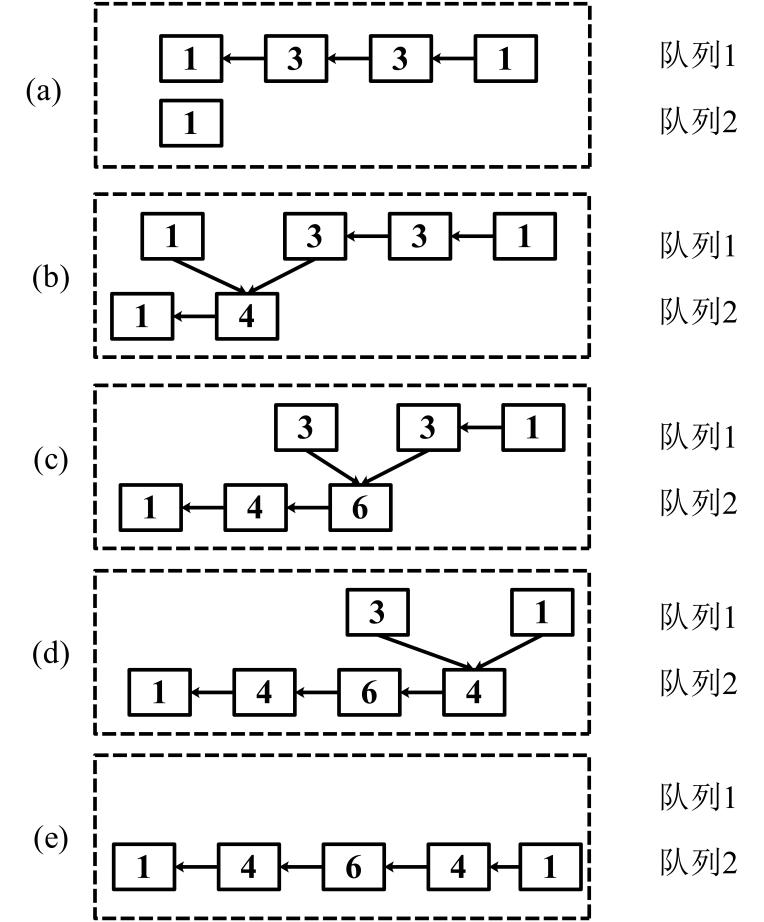 1 3 3 1 队列1
(a)
1 队列2
1 3 3 1 队列1
(b)
1 4 队列2
3 3 1 队列1
(c)
1 4 6 队列2
3 1 队列1
(d)
1 4 6 4 队列2
队列1
(e)
1 4 6 4 1 队列2